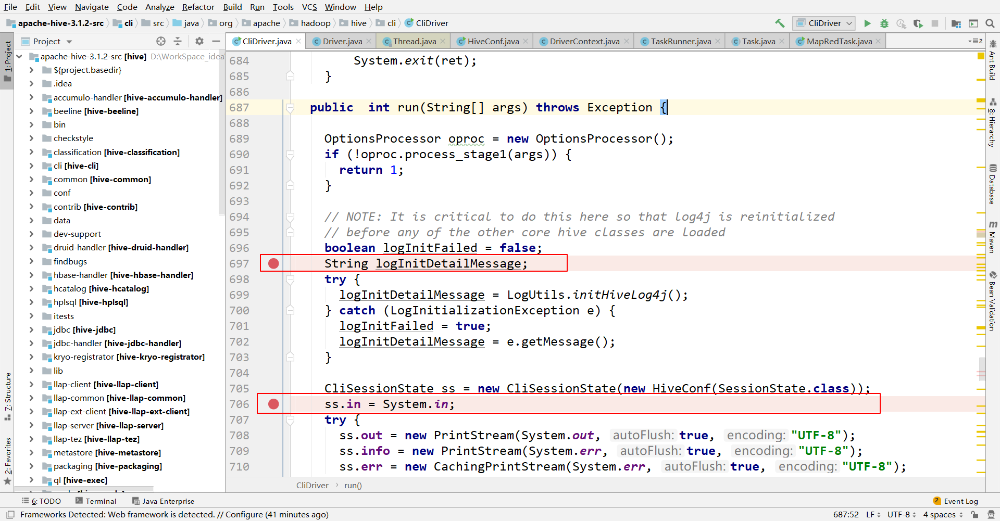 File Edit View Navigate Code Analyze Refactor Build Run Tools VCS Window Help
apache-hive-3.1.2-src cli src java org apache hadoop hive cli CliDriver CliDriver
1: Project
Project
CliDriver.java Driver.java Thread.java HiveConf.java DriverContext.java TaskRunner.java Task.java MapRedTask.java 2
apache-hive-3.1.2-src [hive] D:\WorkSpace_idea\
${project.basedir}
.idea
accumulo-handler [hive-accumulo-handler]
beeline [hive-beeline]
bin
checkstyle
classification [hive-classification]
cli [hive-cli]
common [hive-common]
conf
contrib [hive-contrib]
data
dev-support
druid-handler [hive-druid-handler]
findbugs
hbase-handler [hive-hbase-handler]
hcatalog [hive-hcatalog]
hplsql [hive-hplsql]
itests
jdbc [hive-jdbc]
jdbc-handler [hive-jdbc-handler]
kryo-registrator [hive-kryo-registrator]
lib
llap-client [hive-llap-client]
llap-common [hive-llap-common]
llap-ext-client [hive-llap-ext-client]
llap-server [hive-llap-server]
llap-tez [hive-llap-tez]
metastore [hive-metastore]
packaging [hive-packaging]
ql [hive-exec]
7: Structure
2: Favorites
684 System.exit(ret);
685 }
686
687 public int run(String[] args) throws Exception {
688
689 OptionsProcessor oproc = new OptionsProcessor();
690 if (!oproc.process_stage1(args)) {
691 return 1;
692 }
693
694 // NOTE: It is critical to do this here so that log4j is reinitialized
695 // before any of the other core hive classes are loaded
696 boolean logInitFailed = false;
697 String logInitDetailMessage;
698 try {
699 logInitDetailMessage = LogUtils.initHiveLog4j();
700 } catch (LogInitializationException e) {
701 logInitFailed = true;
702 logInitDetailMessage = e.getMessage();
703 }
704
705 CliSessionState ss = new CliSessionState(new HiveConf(SessionState.class));
706 ss.in = System.in;
707 try {
708 ss.out = new PrintStream(System.out, autoFlush: true, encoding: "UTF-8");
709 ss.info = new PrintStream(System.err, autoFlush: true, encoding: "UTF-8");
710 ss.err = new CachingPrintStream(System.err, autoFlush: true, encoding: "UTF-8");
CliDriver run()
Ant Build
8: Hierarchy
Database
m Maven
Bean Validation
6: TODO Terminal Java Enterprise 2 Event Log
Frameworks Detected: Web framework is detected. // Configure (41 minutes ago) 687:52 LF UTF-8 4 spaces